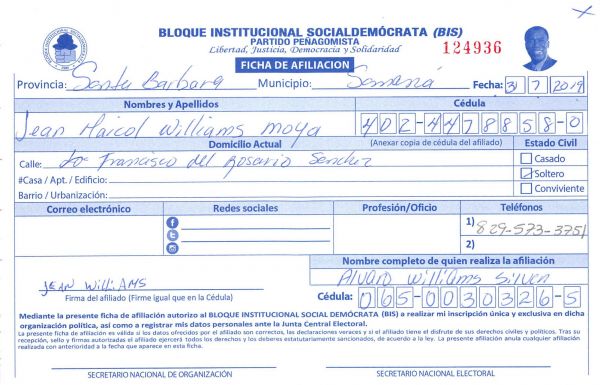 BLOQUE INSTITUCIONAL SOCIALDEMÓCRATA (BIS)
PARTIDO PEÑAGOMISTA
Libertad, Justicia, Democracia y Solidaridad
124936
FICHA DE AFILIACION
Provincia: Santa Barbara Municipio: Samaná Fecha: 31 7 2019
Nombres y Apellidos Cédula
Jean Maicol Williams Moya 402-4478858-0
Domicilio Actual (Anexar copia de cédula del afiliado) Estado Civil
Calle: Francisco del Rosario Sanchez Casado
#Casa / Apt. / Edificio: Soltero
Barrio / Urbanización: Conviviente
Correo electrónico Redes sociales Profesión/Oficio Teléfonos
1) 829-573-3751
2)
Nombre completo de quien realiza la afiliación
JEAN WilliAMS Alvaro Williams Silven
Firma del afiliado (Firme igual que en la Cédula) Cédula: 065-0030326-5
Mediante la presente ficha de afiliación autorizo al BLOQUE INSTITUCIONAL SOCIAL DEMÓCRATA (BIS) a realizar mi inscripción única y exclusiva en dicha
organización política, así como a registrar mis datos personales ante la Junta Central Electoral.
La presente ficha de afiliación es válida si los datos ofrecidos por el afiliado son correctos, las declaraciones veraces y si el afiliado tiene el disfrute de sus derechos civiles y políticos. Tras su
recepción, sello y firmas autorizadas el afiliado ejercerá todos los derechos y los deberes estatutariamente sancionados, de acuerdo a la ley. La presente afiliación anula cualquier afiliación
realizada con anterioridad a la fecha que aparece en esta ficha.
SECRETARIO NACIONAL DE ORGANIZACIÓN SECRETARIO NACIONAL ELECTORAL